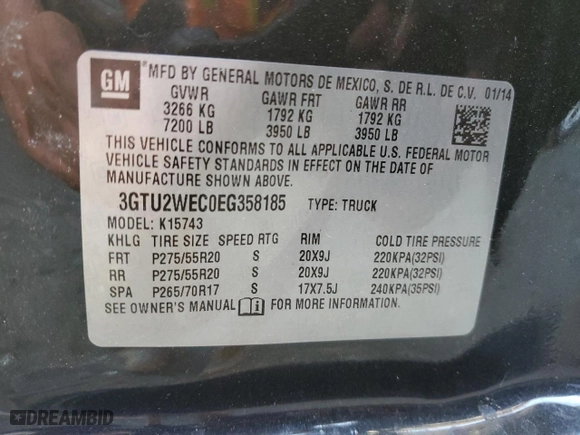 GM
MFD BY GENERAL MOTORS DE MEXICO, S. DE R.L. DE C.V. 01/14
GVWR GAWR FRT GAWR RR
3266 KG 1792 KG 1792 KG
7200 LB 3950 LB 3950 LB
THIS VEHICLE CONFORMS TO ALL APPLICABLE U.S. FEDERAL MOTOR
VEHICLE SAFETY STANDARDS IN EFFECT ON THE DATE OF
MANUFACTURE SHOWN ABOVE.
3GTU2WEC0EG358185 TYPE: TRUCK
MODEL: K15743
KHLG TIRE SIZE SPEED RTG RIM COLD TIRE PRESSURE
FRT P275/55R20 S 20X9J 220KPA(32PSI)
RR P275/55R20 S 20X9J 220KPA(32PSI)
SPA P265/70R17 S 17X7.5J 240KPA(35PSI)
SEE OWNER'S MANUAL i FOR MORE INFORMATION.
DREAMBID